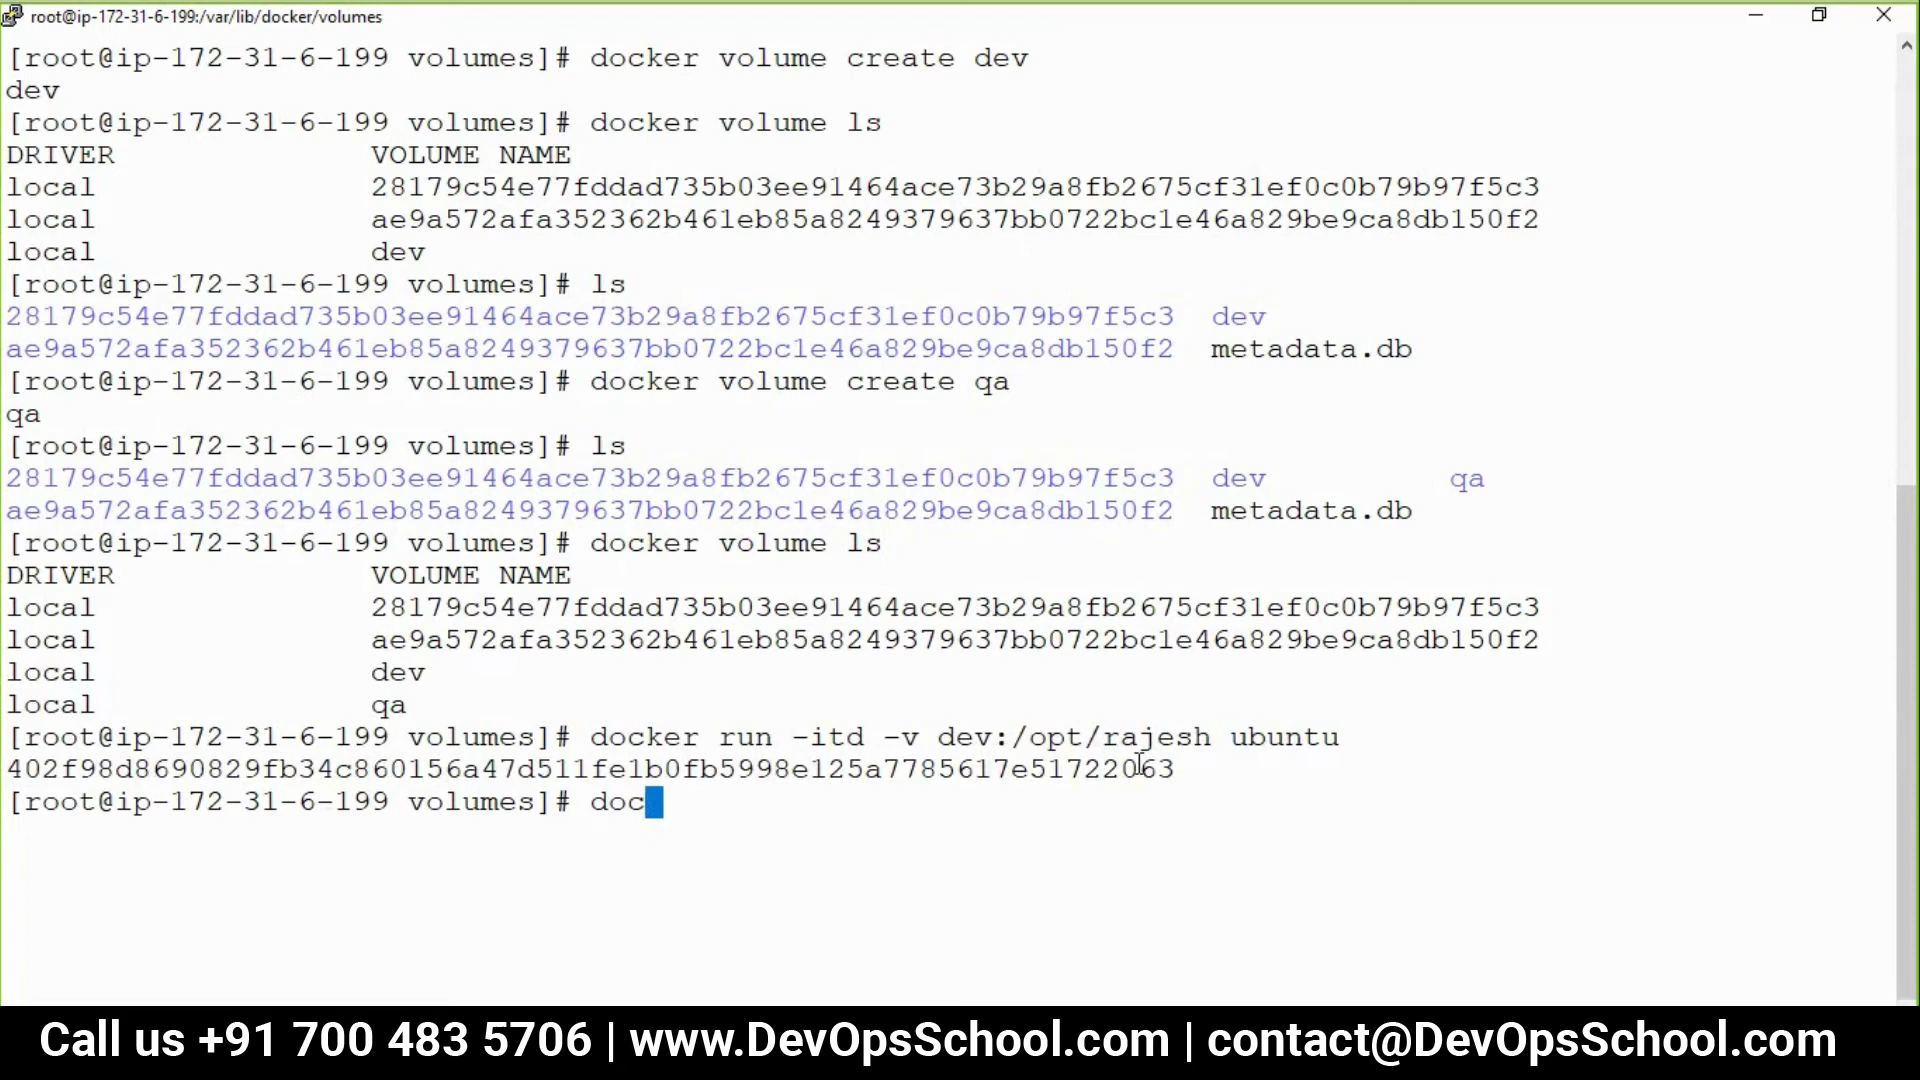 root@ip-172-31-6-199:/var/lib/docker/volumes
[root@ip-172-31-6-199 volumes]# docker volume create dev
dev
[root@ip-172-31-6-199 volumes]# docker volume ls
DRIVER VOLUME NAME
local 28179c54e77fddad735b03ee91464ace73b29a8fb2675cf31ef0c0b79b97f5c3
local ae9a572afa352362b461eb85a8249379637bb0722bc1e46a829be9ca8db150f2
local dev
[root@ip-172-31-6-199 volumes]# ls
28179c54e77fddad735b03ee91464ace73b29a8fb2675cf31ef0c0b79b97f5c3 dev
ae9a572afa352362b461eb85a8249379637bb0722bc1e46a829be9ca8db150f2 metadata.db
[root@ip-172-31-6-199 volumes]# docker volume create qa
qa
[root@ip-172-31-6-199 volumes]# ls
28179c54e77fddad735b03ee91464ace73b29a8fb2675cf31ef0c0b79b97f5c3 dev qa
ae9a572afa352362b461eb85a8249379637bb0722bc1e46a829be9ca8db150f2 metadata.db
[root@ip-172-31-6-199 volumes]# docker volume ls
DRIVER VOLUME NAME
local 28179c54e77fddad735b03ee91464ace73b29a8fb2675cf31ef0c0b79b97f5c3
local ae9a572afa352362b461eb85a8249379637bb0722bc1e46a829be9ca8db150f2
local dev
local qa
[root@ip-172-31-6-199 volumes]# docker run -itd -v dev:/opt/rajesh ubuntu
402f98d8690829fb34c860156a47d511fe1b0fb5998e125a7785617e51722063
[root@ip-172-31-6-199 volumes]# doc
Call us +91 700 483 5706 | www.DevOpsSchool.com | contact@DevOpsSchool.com